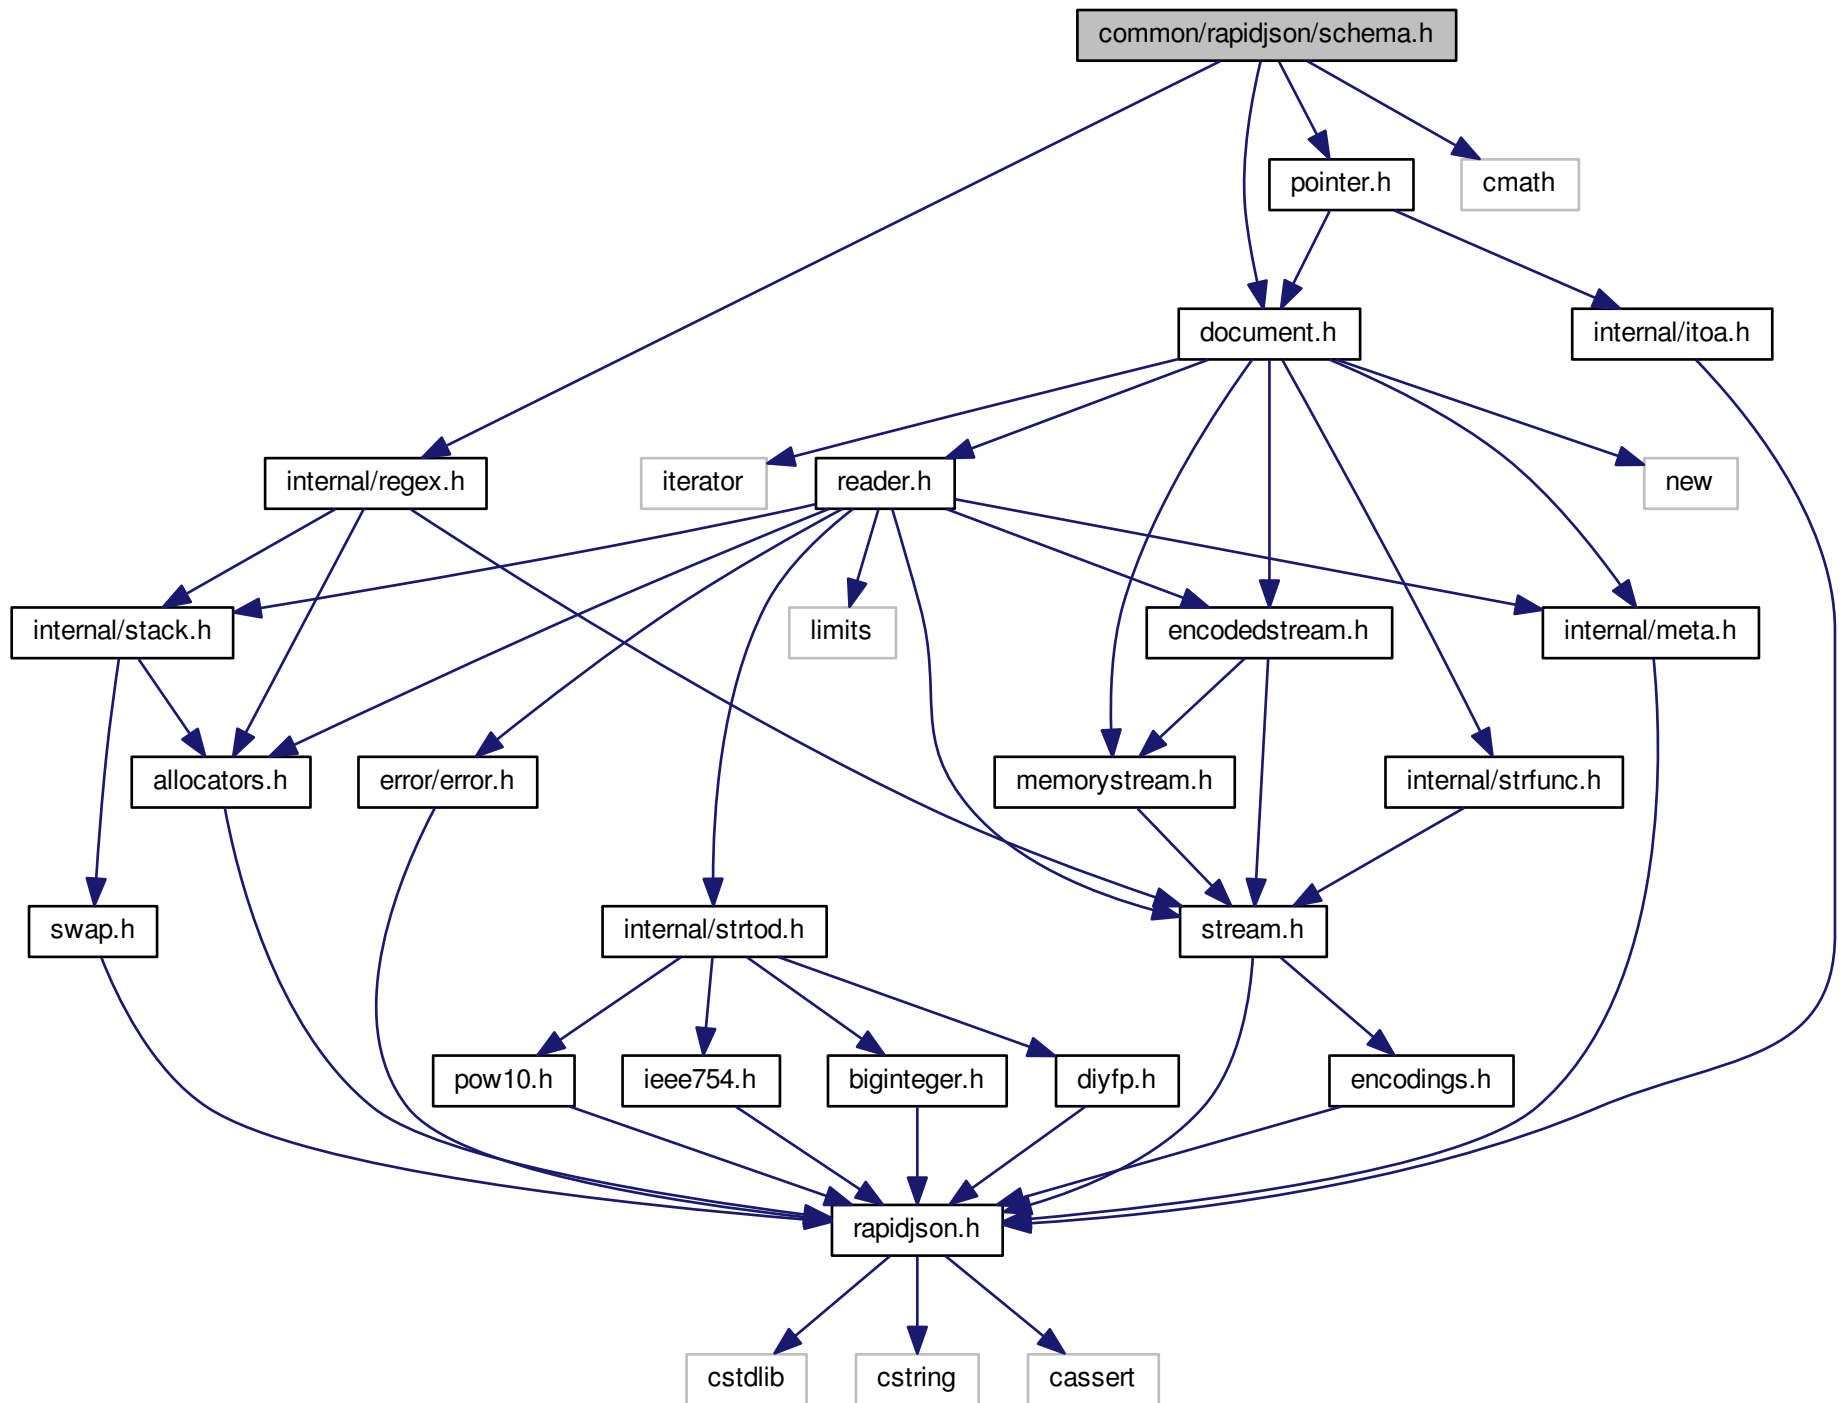 common/rapidjson/schema.h
pointer.h
cmath
document.h
internal/itoa.h
internal/regex.h
iterator
reader.h
new
internal/stack.h
limits
encodedstream.h
internal/meta.h
allocators.h
error/error.h
memorystream.h
internal/strfunc.h
swap.h
internal/strtod.h
stream.h
pow10.h
ieee754.h
biginteger.h
diyfp.h
encodings.h
rapidjson.h
cstdlib
cstring
cassert